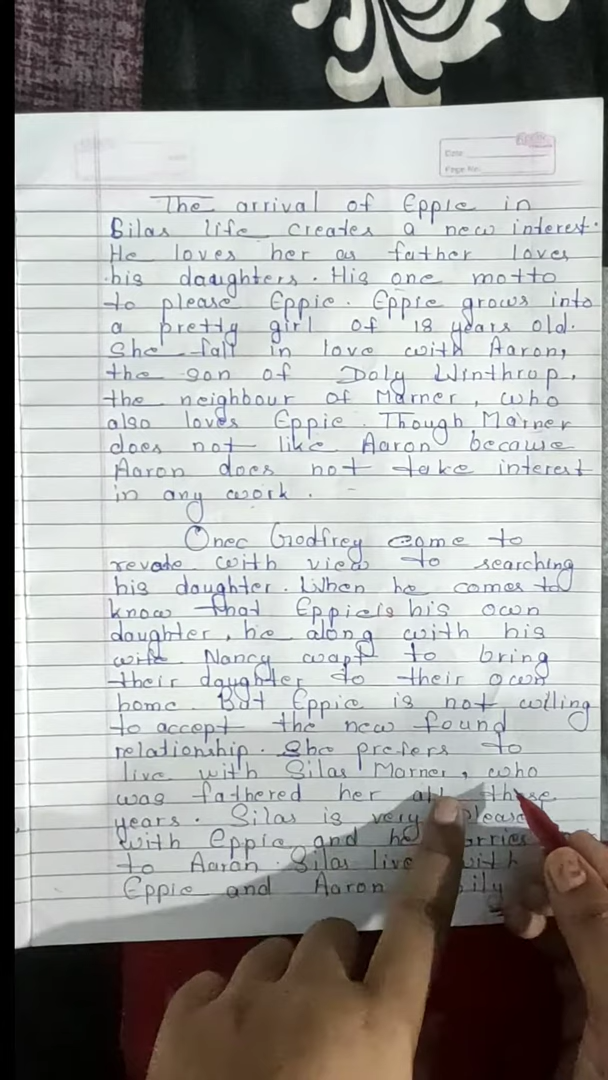 Date
Page No.
The arrival of Eppie in
Silas life creates a new interest.
He loves her as father loves
his daughters. His one motto
to please Eppie. Eppie grows into
a pretty girl of 18 years old.
She fall in love with Aaron,
the son of Doly Winthrop,
the neighbour of Marner, who
also loves Eppie. Though, Marner
does not like Aaron because
Aaron does not take interest
in any work.
Onec Godfrey came to
revate with view to searching
his daughter. When he comes to
know that Eppie is his own
daughter, he along with his
wife Nancy wapt to bring
their daughter to their own
home. But Eppie is not willing
to accept the new found
relationship. She prefers to
live with Silas Marner, who
was fathered her all these
years. Silas is very
with Eppie and
to Aaron. Silas with
Eppie and Aaron